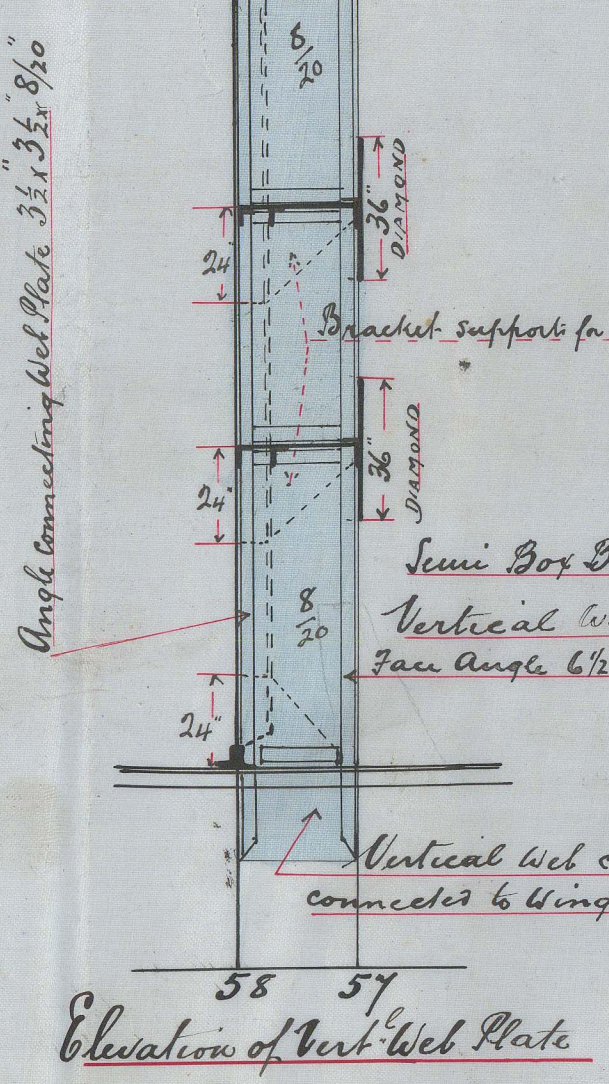 8/20
Angle connecting Web Plate 3½" x 3½" x 8/20
36"
DIAMOND
24"
Bracket support for
36"
DIAMOND
24"
Semi Box B
8/20
Vertical
Face Angle 6½
24"
Vertical Web c
connected to Wing
58 57
Elevation of Vertˡ Web Plate